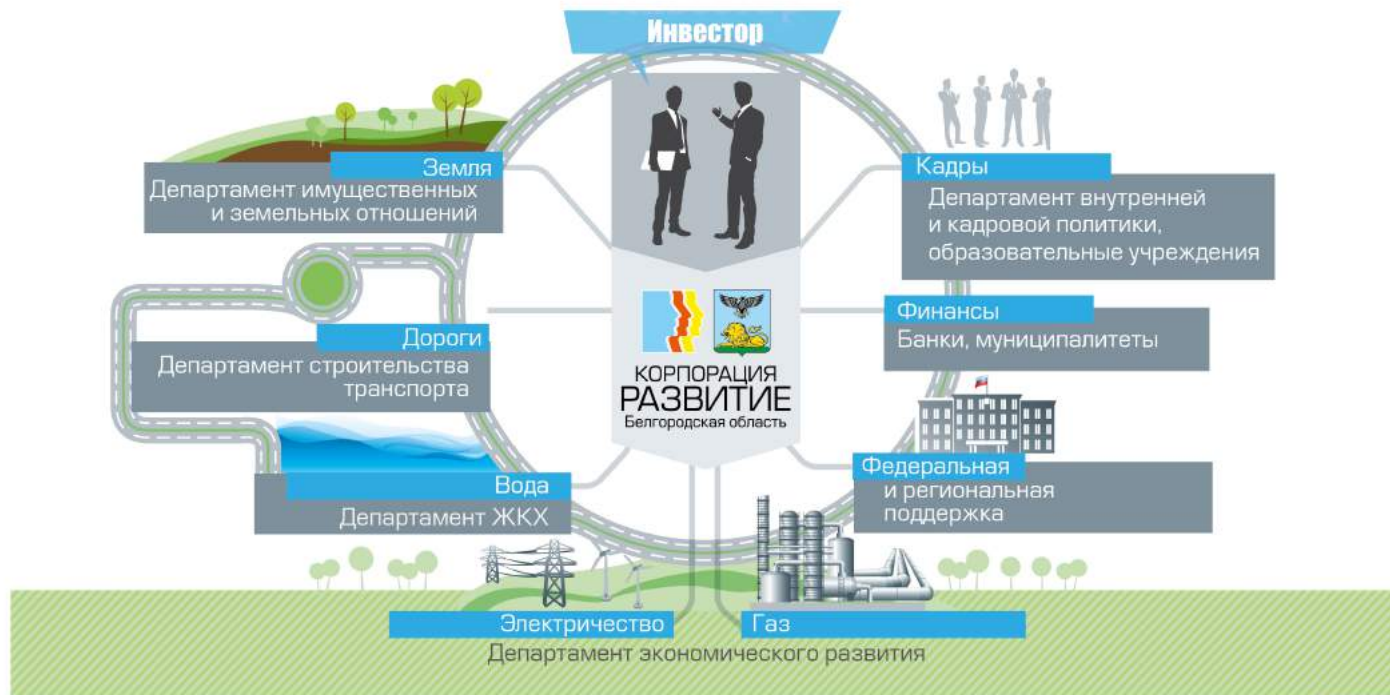 Инвестор
Земля
Департамент имущественных
и земельных отношений
Дороги
Департамент строительства
транспорта
Вода
Департамент ЖКХ
КОРПОРАЦИЯ
РАЗВИТИЕ
Белгородская область
Кадры
Департамент внутренней
и кадровой политики,
образовательные учреждения
Финансы
Банки, муниципалитеты
Федеральная
и региональная
поддержка
Электричество
Газ
Департамент экономического развития